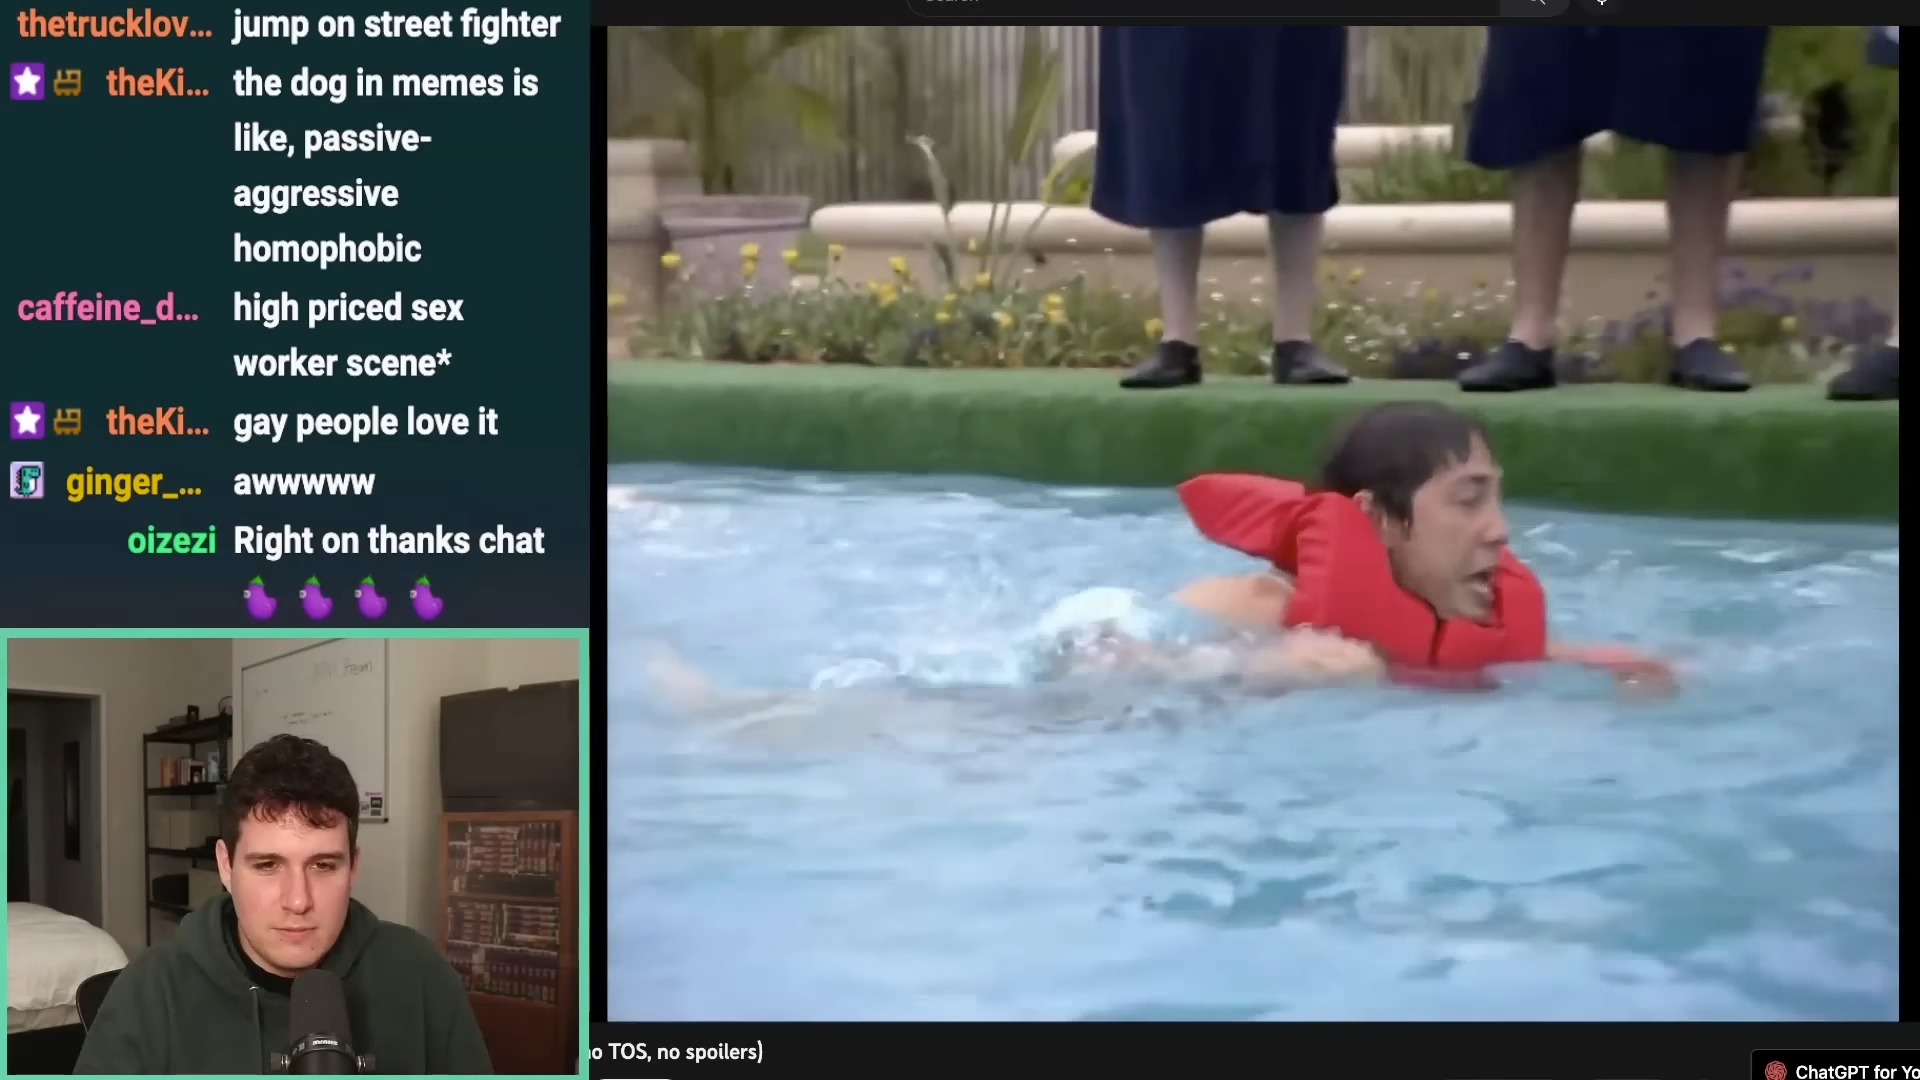 thetrucklov... jump on street fighter
theKi... the dog in memes is
like, passive-
aggressive
homophobic
caffeine_d... high priced sex
worker scene*
theKi... gay people love it
ginger_... awwwww
oizezi Right on thanks chat
no TOS, no spoilers)
ChatGPT for Yo